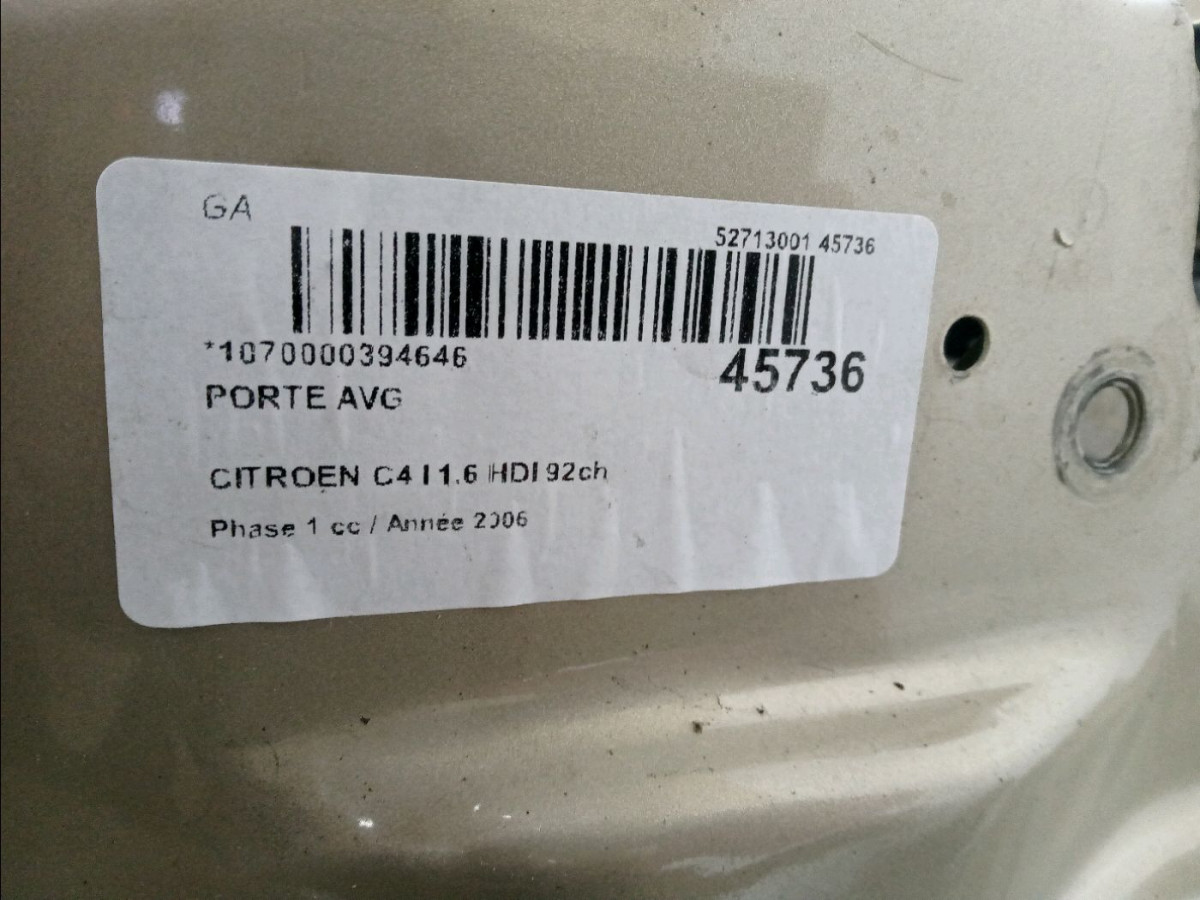 GA
52713001 45736
*1070000394646
45736
PORTE AVG
CITROEN C4 I 1.6 HDI 92ch
Phase 1 cc / Année 2006